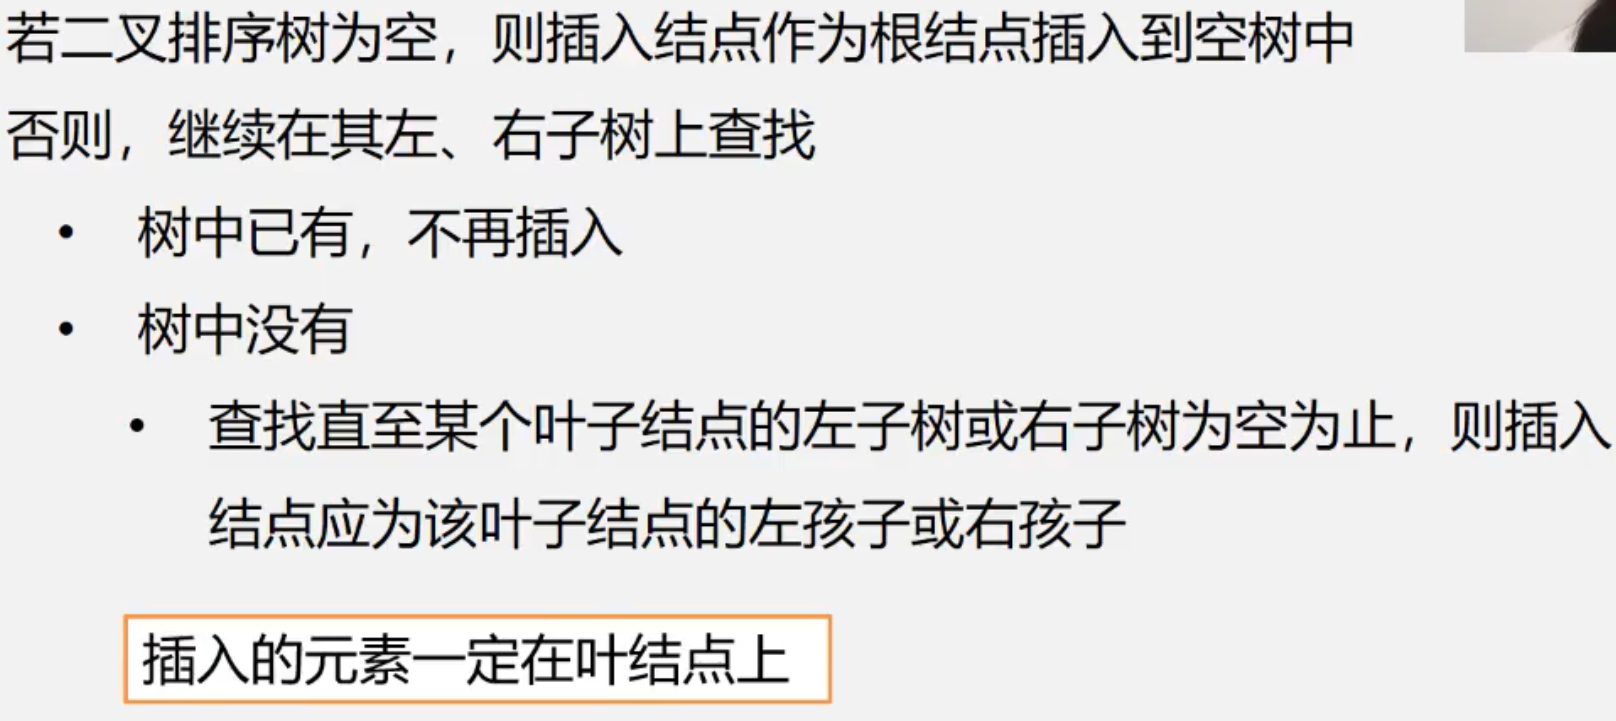 若二叉排序树为空，则插入结点作为根结点插入到空树中
否则，继续在其左、右子树上查找
• 树中已有，不再插入
• 树中没有
• 查找直至某个叶子结点的左子树或右子树为空为止，则插入
结点应为该叶子结点的左孩子或右孩子
插入的元素一定在叶结点上